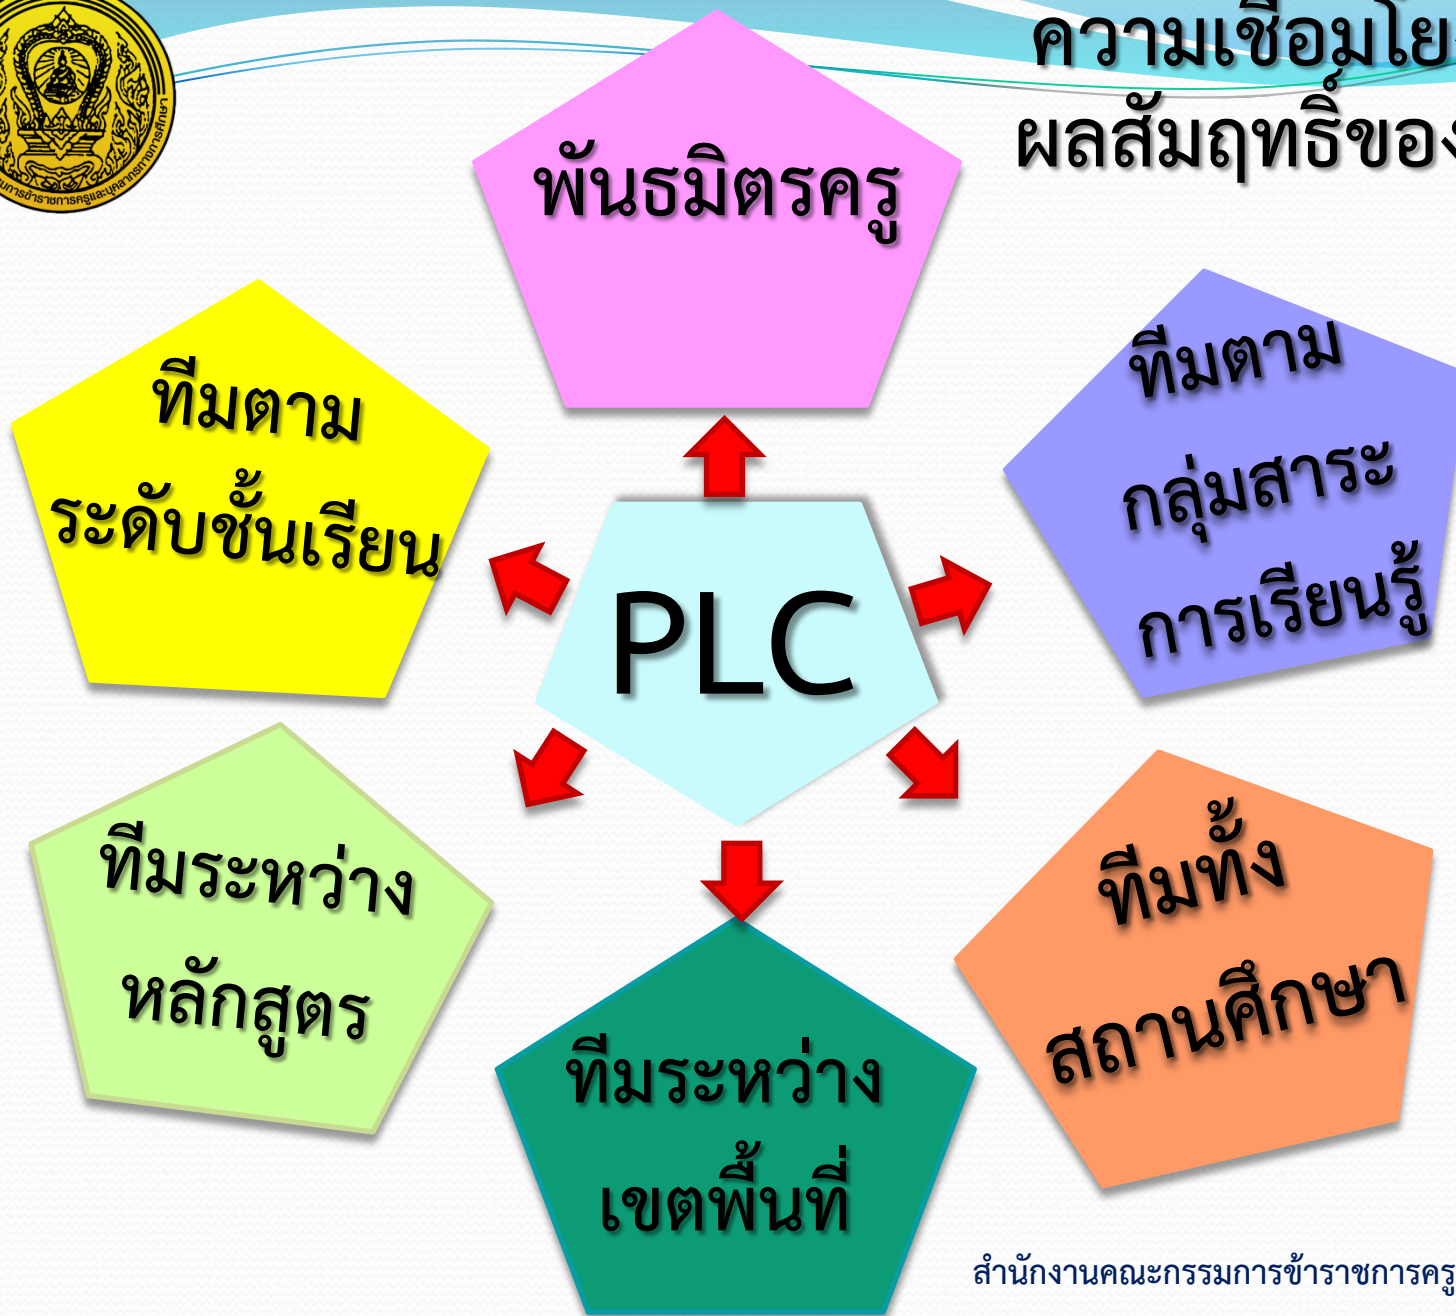 ความเชื่อมโย
ผลสัมฤทธิ์ของ
พันธมิตรครู
ทีมตาม
ระดับชั้นเรียน
ทีมตาม
กลุ่มสาระ
การเรียนรู้
PLC
ทีมระหว่าง
หลักสูตร
ทีมทั้ง
สถานศึกษา
ทีมระหว่าง
เขตพื้นที่
สำนักงานคณะกรรมการข้าราชการครู